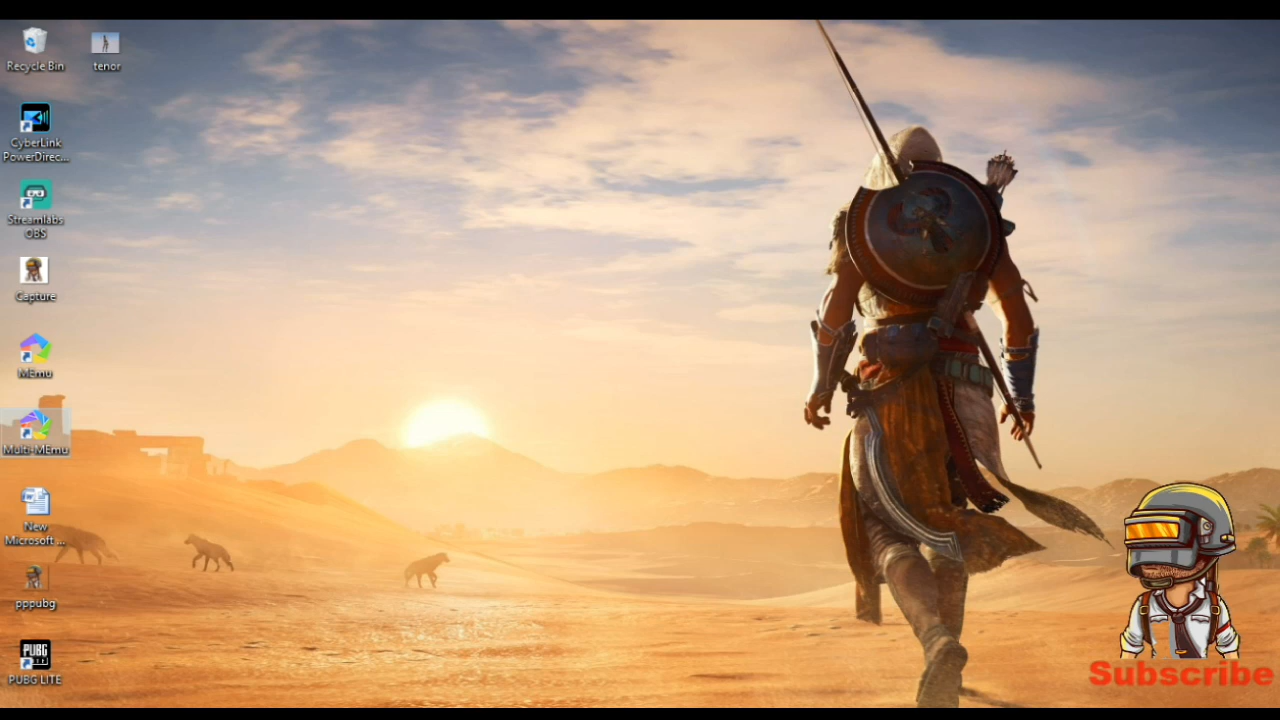 Recycle Bin
tenor
CyberLink
PowerDirec...
Streamlabs
OBS
Capture
MEmu
Multi-MEmu
New
Microsoft ...
pppubg
PUBG
PUBG LITE
Subscribe